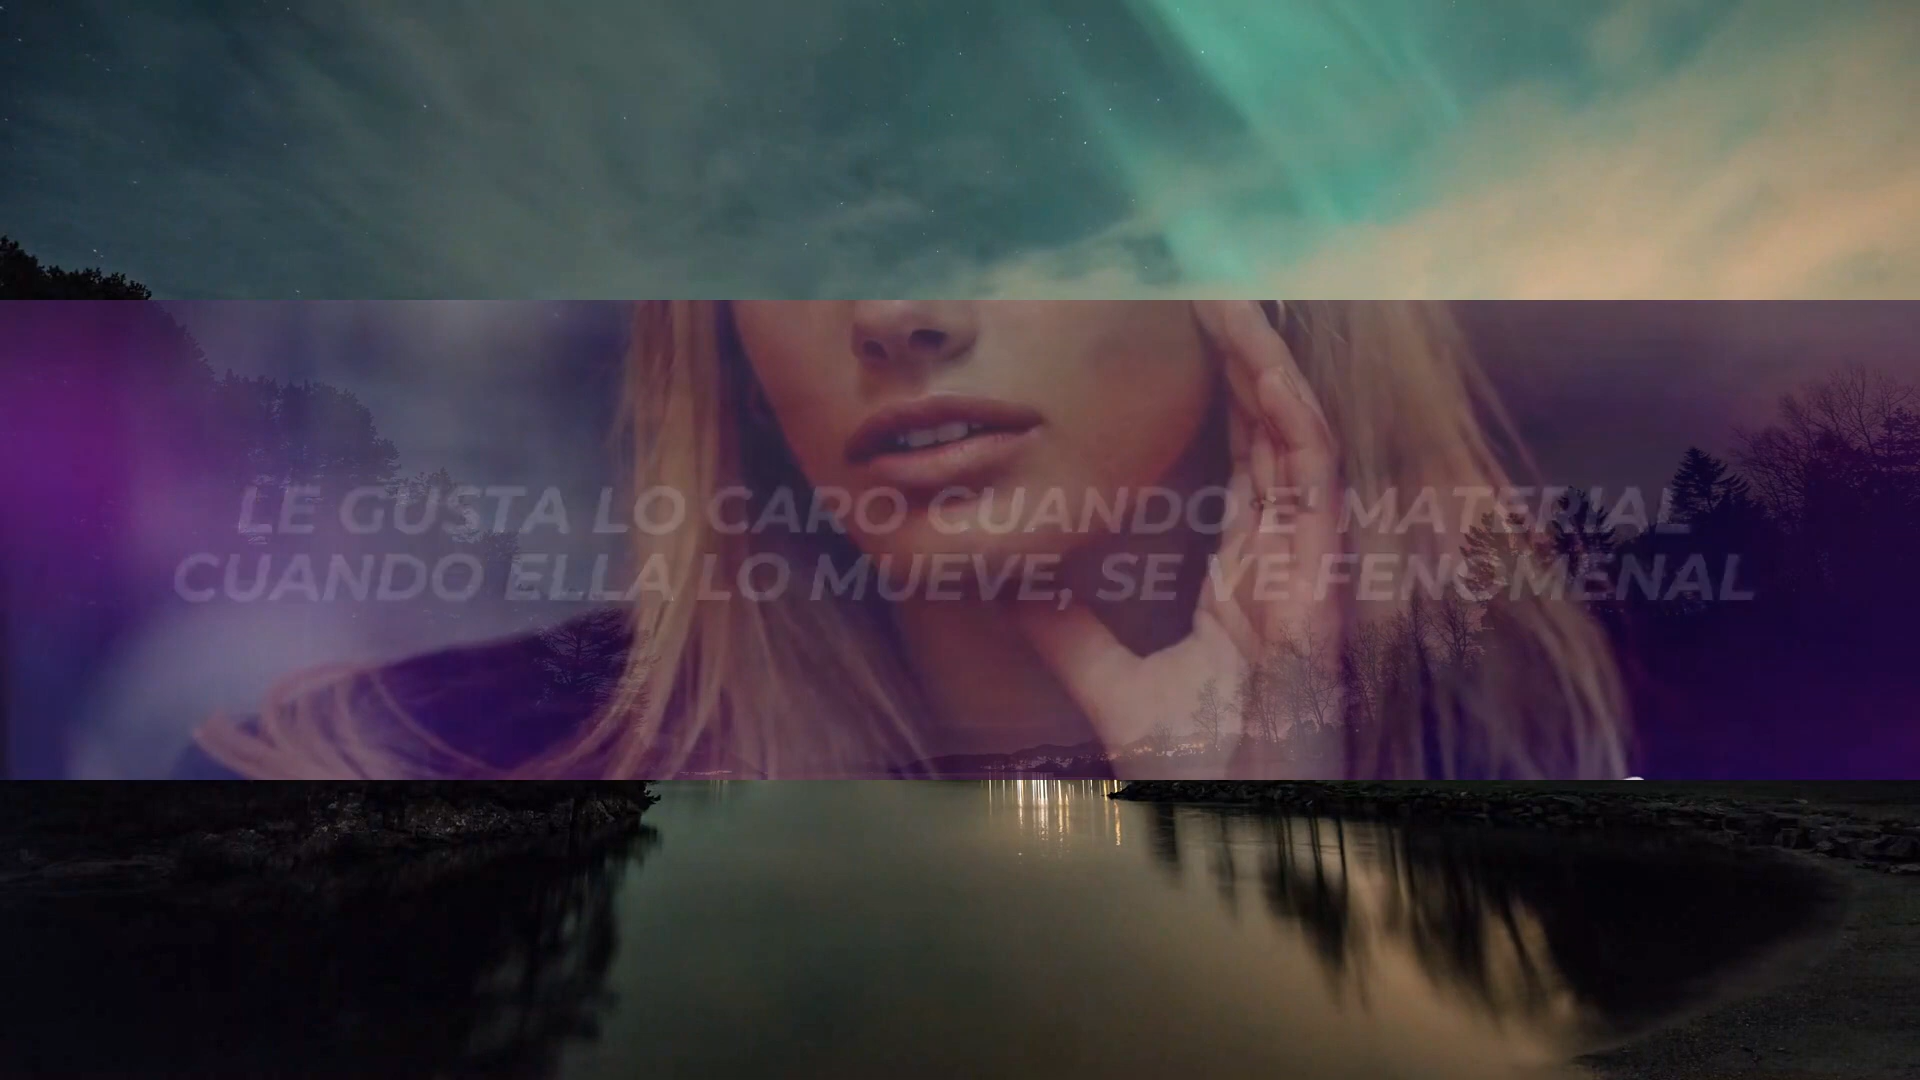 LE GUSTA LO CARO CUANDO E' MATERIAL
CUANDO ELLA LO MUEVE, SE VE FENOMENAL